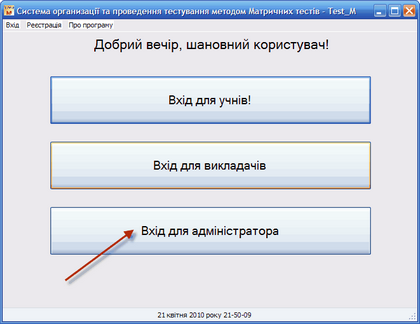 Система організації та проведення тестування методом Матричних тестів - Test_M
Вхід Реєстрація Про програму
Добрий вечір, шановний користувач!
Вхід для учнів!
Вхід для викладачів
Вхід для адміністратора
21 квітня 2010 року 21-50-09